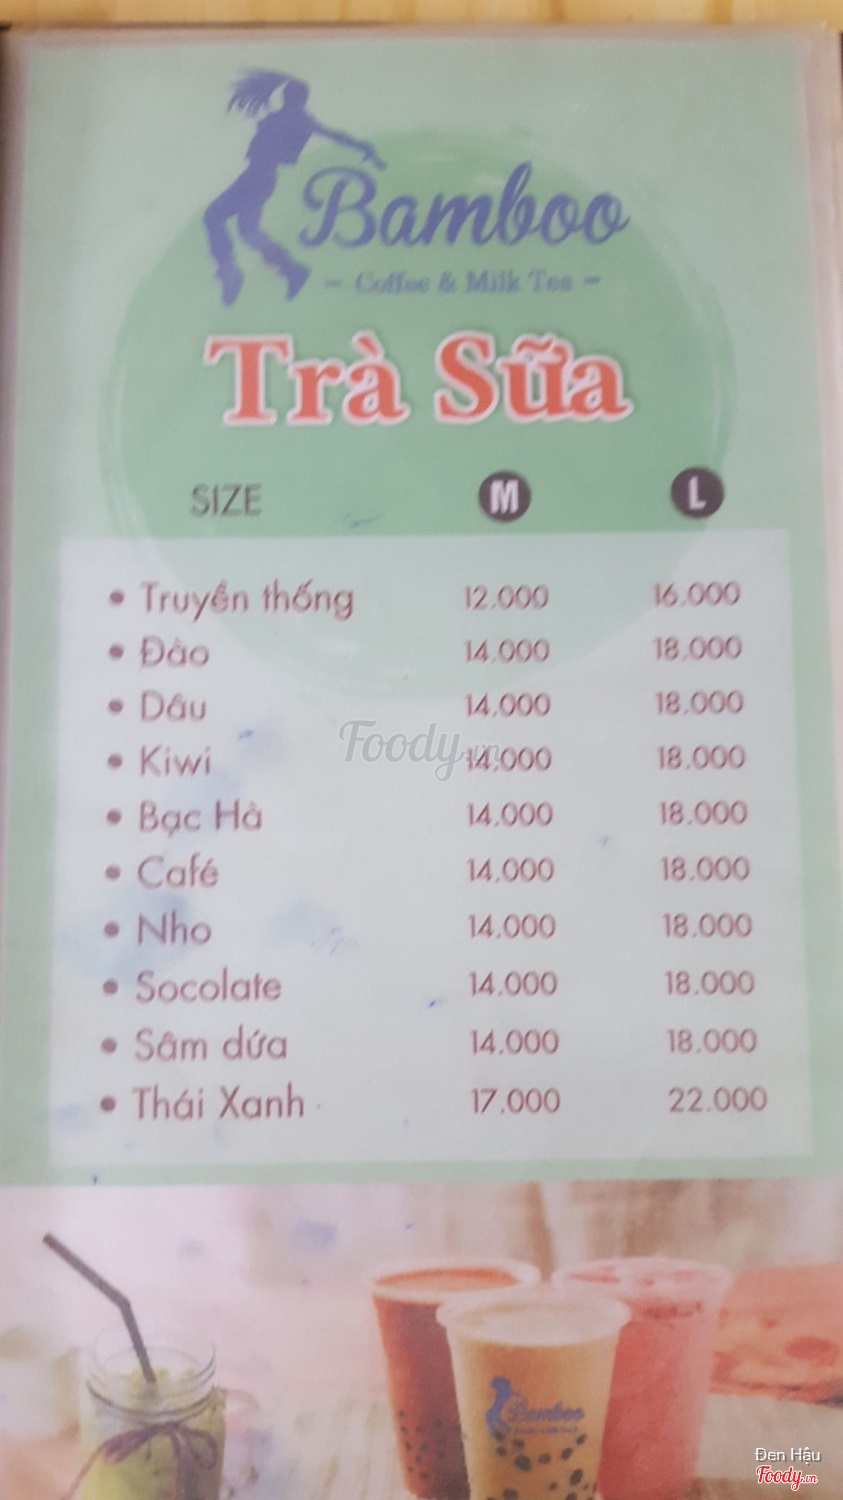 Bamboo
- Coffee & Milk Tea -
Trà Sữa
SIZE M L
• Truyền thống 12.000 16.000
• Đào 14.000 18.000
• Dâu 14.000 18.000
• Kiwi 14.000 18.000
• Bạc Hà 14.000 18.000
• Café 14.000 18.000
• Nho 14.000 18.000
• Socolate 14.000 18.000
• Sâm dứa 14.000 18.000
• Thái Xanh 17.000 22.000
Foody.vn
Bamboo
Đen Hậu
Foody.vn